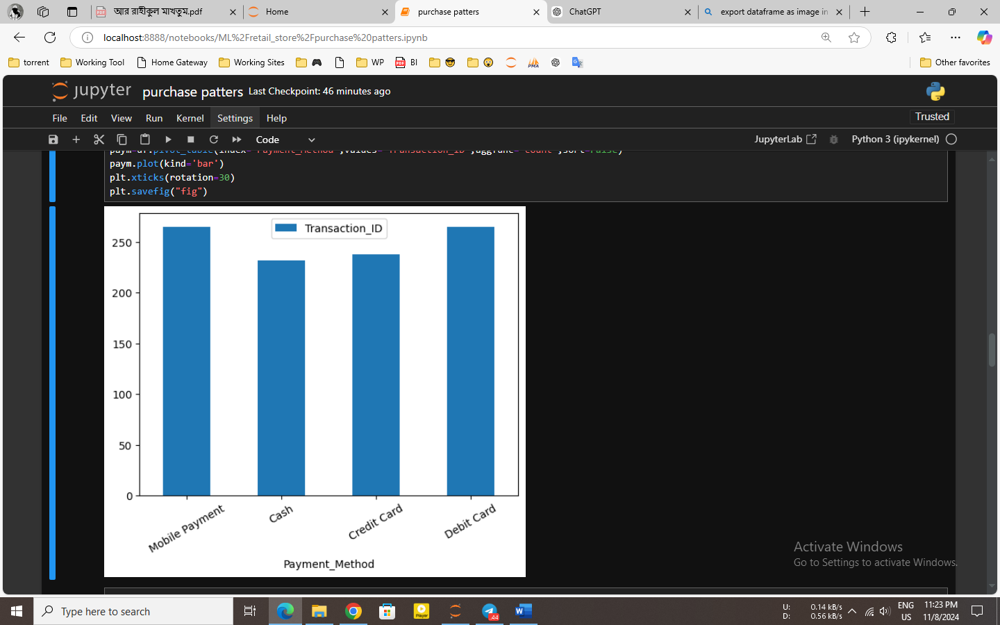 আর রাহীকুল মাখতুম.pdf
Home
purchase patters
ChatGPT
export dataframe as image in
localhost:8888/notebooks/ML%2Fretail_store%2Fpurchase%20patters.ipynb
torrent
Working Tool
Home Gateway
Working Sites
WP
BI
Other favorites
jupyter
purchase patters Last Checkpoint: 46 minutes ago
File Edit View Run Kernel Settings Help
Trusted
Code
JupyterLab
Python 3 (ipykernel)
paym=df.pivot_table(index='Payment_Method',values='Transaction_ID',aggfunc='count',sort=False)
paym.plot(kind='bar')
plt.xticks(rotation=30)
plt.savefig("fig")
Transaction_ID
250
200
150
100
50
0
Mobile Payment
Cash
Credit Card
Debit Card
Payment_Method
Activate Windows
Go to Settings to activate Windows.
Type here to search
Player
44
U: 0.14 kB/s
D: 0.56 kB/s
ENG
US
11:23 PM
11/8/2024